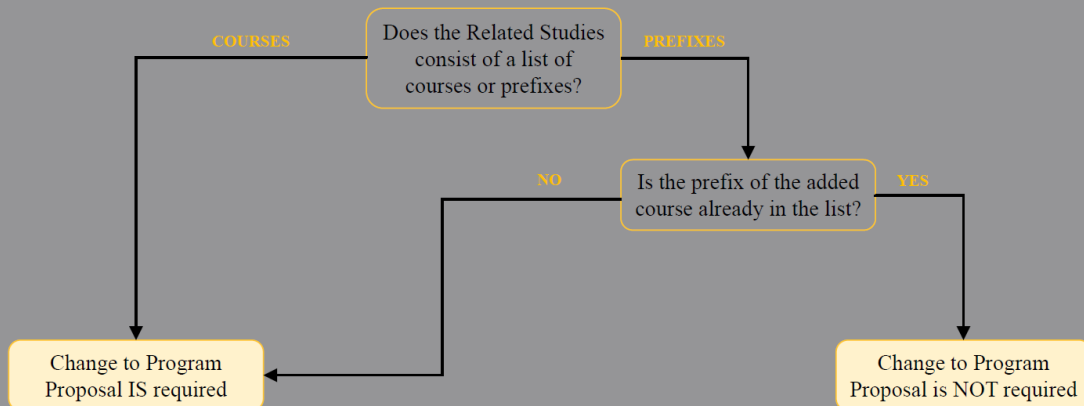 COURSES
Does the Related Studies
consist of a list of
courses or prefixes?
PREFIXES
NO
Is the prefix of the added
course already in the list?
YES
Change to Program
Proposal IS required
Change to Program
Proposal is NOT required